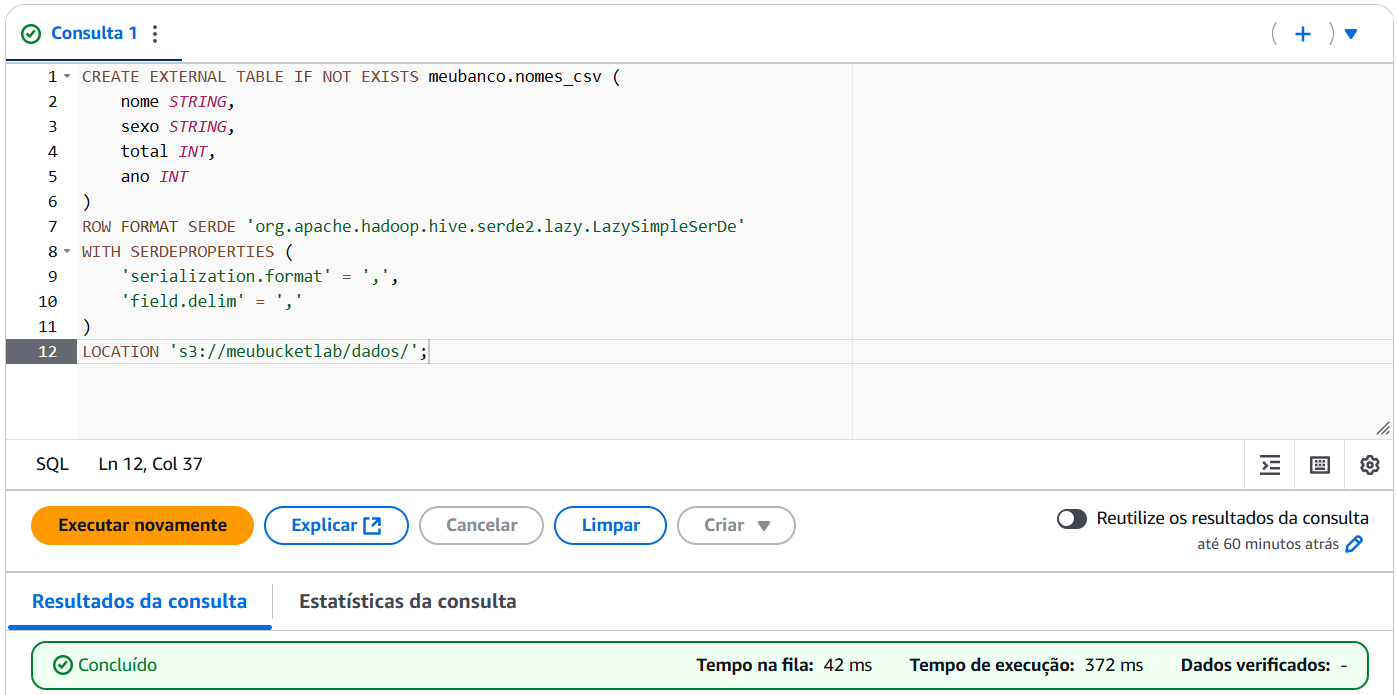 Consulta 1
1 CREATE EXTERNAL TABLE IF NOT EXISTS meubanco.nomes_csv (
2 nome STRING,
3 sexo STRING,
4 total INT,
5 ano INT
6 )
7 ROW FORMAT SERDE 'org.apache.hadoop.hive.serde2.lazy.LazySimpleSerDe'
8 WITH SERDEPROPERTIES (
9 'serialization.format' = ',',
10 'field.delim' = ','
11 )
12 LOCATION 's3://meubucketlab/dados/';
SQL Ln 12, Col 37
Executar novamente Explicar Cancelar Limpar Criar Reutilize os resultados da consulta
até 60 minutos atrás
Resultados da consulta Estatísticas da consulta
Concluído Tempo na fila: 42 ms Tempo de execução: 372 ms Dados verificados: -